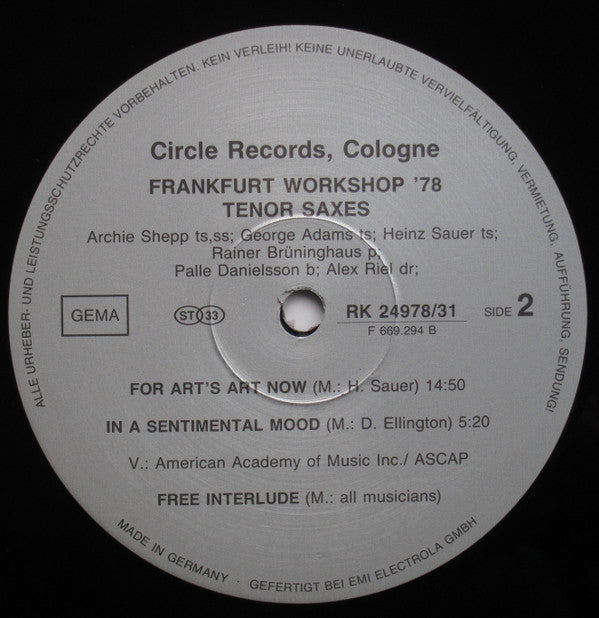 ALLE URHEBER- UND LEISTUNGSSCHUTZRECHTE VORBEHALTEN. KEIN VERLEIH! KEINE UNERLAUBTE VERVIELFÄLTIGUNG, VERMIETUNG, AUFFÜHRUNG, SENDUNG!
Circle Records, Cologne
FRANKFURT WORKSHOP '78
TENOR SAXES
Archie Shepp ts,ss; George Adams ts; Heinz Sauer ts;
Rainer Brüninghaus p;
Palle Danielsson b; Alex Riel dr;
GEMA
ST 33
RK 24978/31
F 669.294 B
SIDE 2
FOR ART'S ART NOW (M.: H. Sauer) 14:50
IN A SENTIMENTAL MOOD (M.: D. Ellington) 5:20
V.: American Academy of Music Inc./ ASCAP
FREE INTERLUDE (M.: all musicians)
MADE IN GERMANY · GEFERTIGT BEI EMI ELECTROLA GMBH